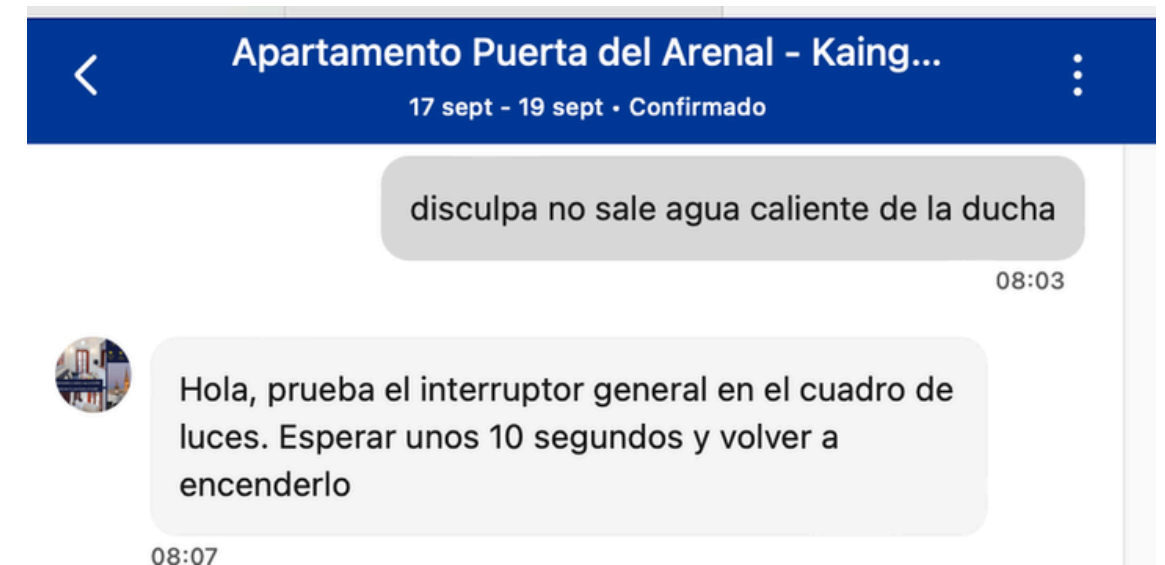 Apartamento Puerta del Arenal - Kaing...
17 sept - 19 sept • Confirmado
disculpa no sale agua caliente de la ducha
08:03
Hola, prueba el interruptor general en el cuadro de
luces. Esperar unos 10 segundos y volver a
encenderlo
08:07